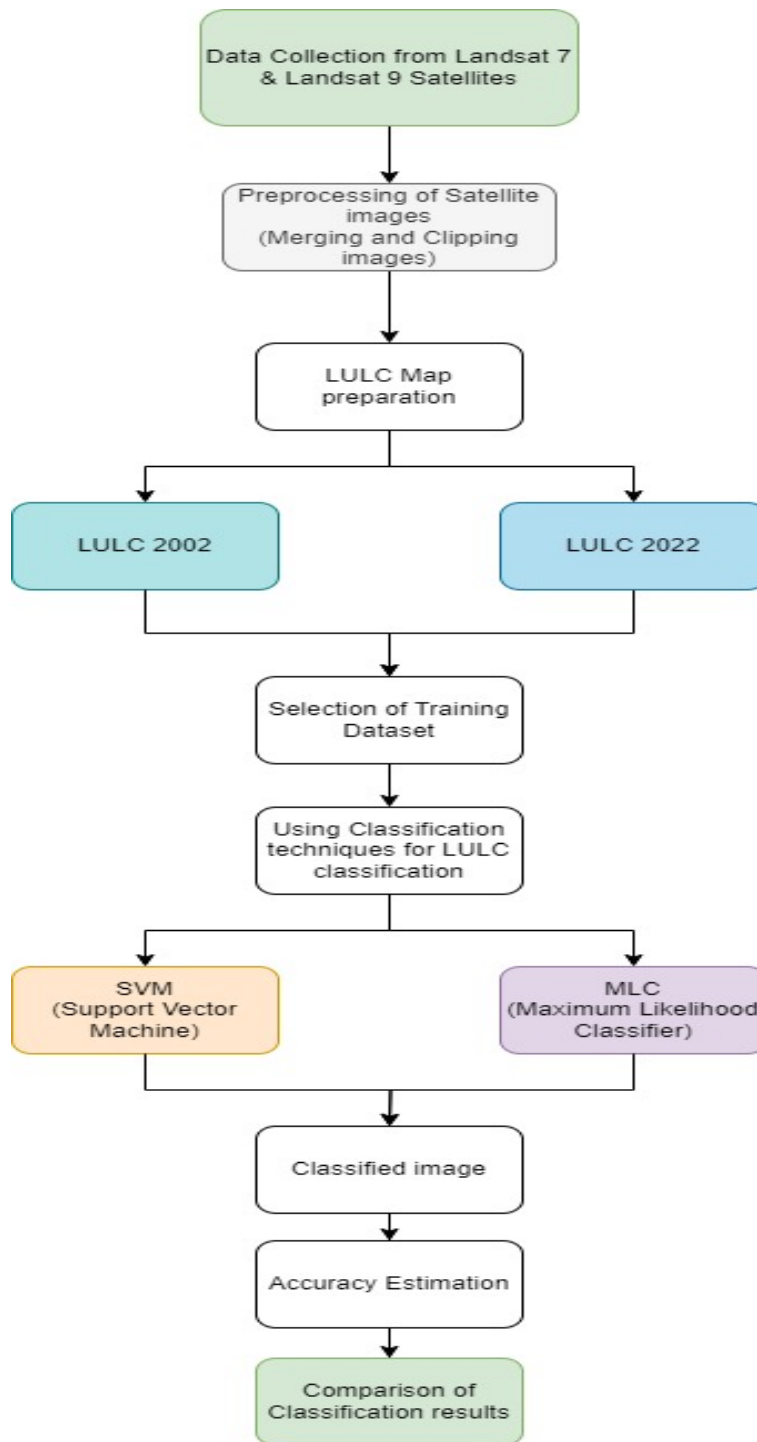 Data Collection from Landsat 7
& Landsat 9 Satellites
Preprocessing of Satellite
images
(Merging and Clipping
images)
LULC Map
preparation
LULC 2002
LULC 2022
Selection of Training
Dataset
Using Classification
techniques for LULC
classification
SVM
(Support Vector
Machine)
MLC
(Maximum Likelihood
Classifier)
Classified image
Accuracy Estimation
Comparison of
Classification results